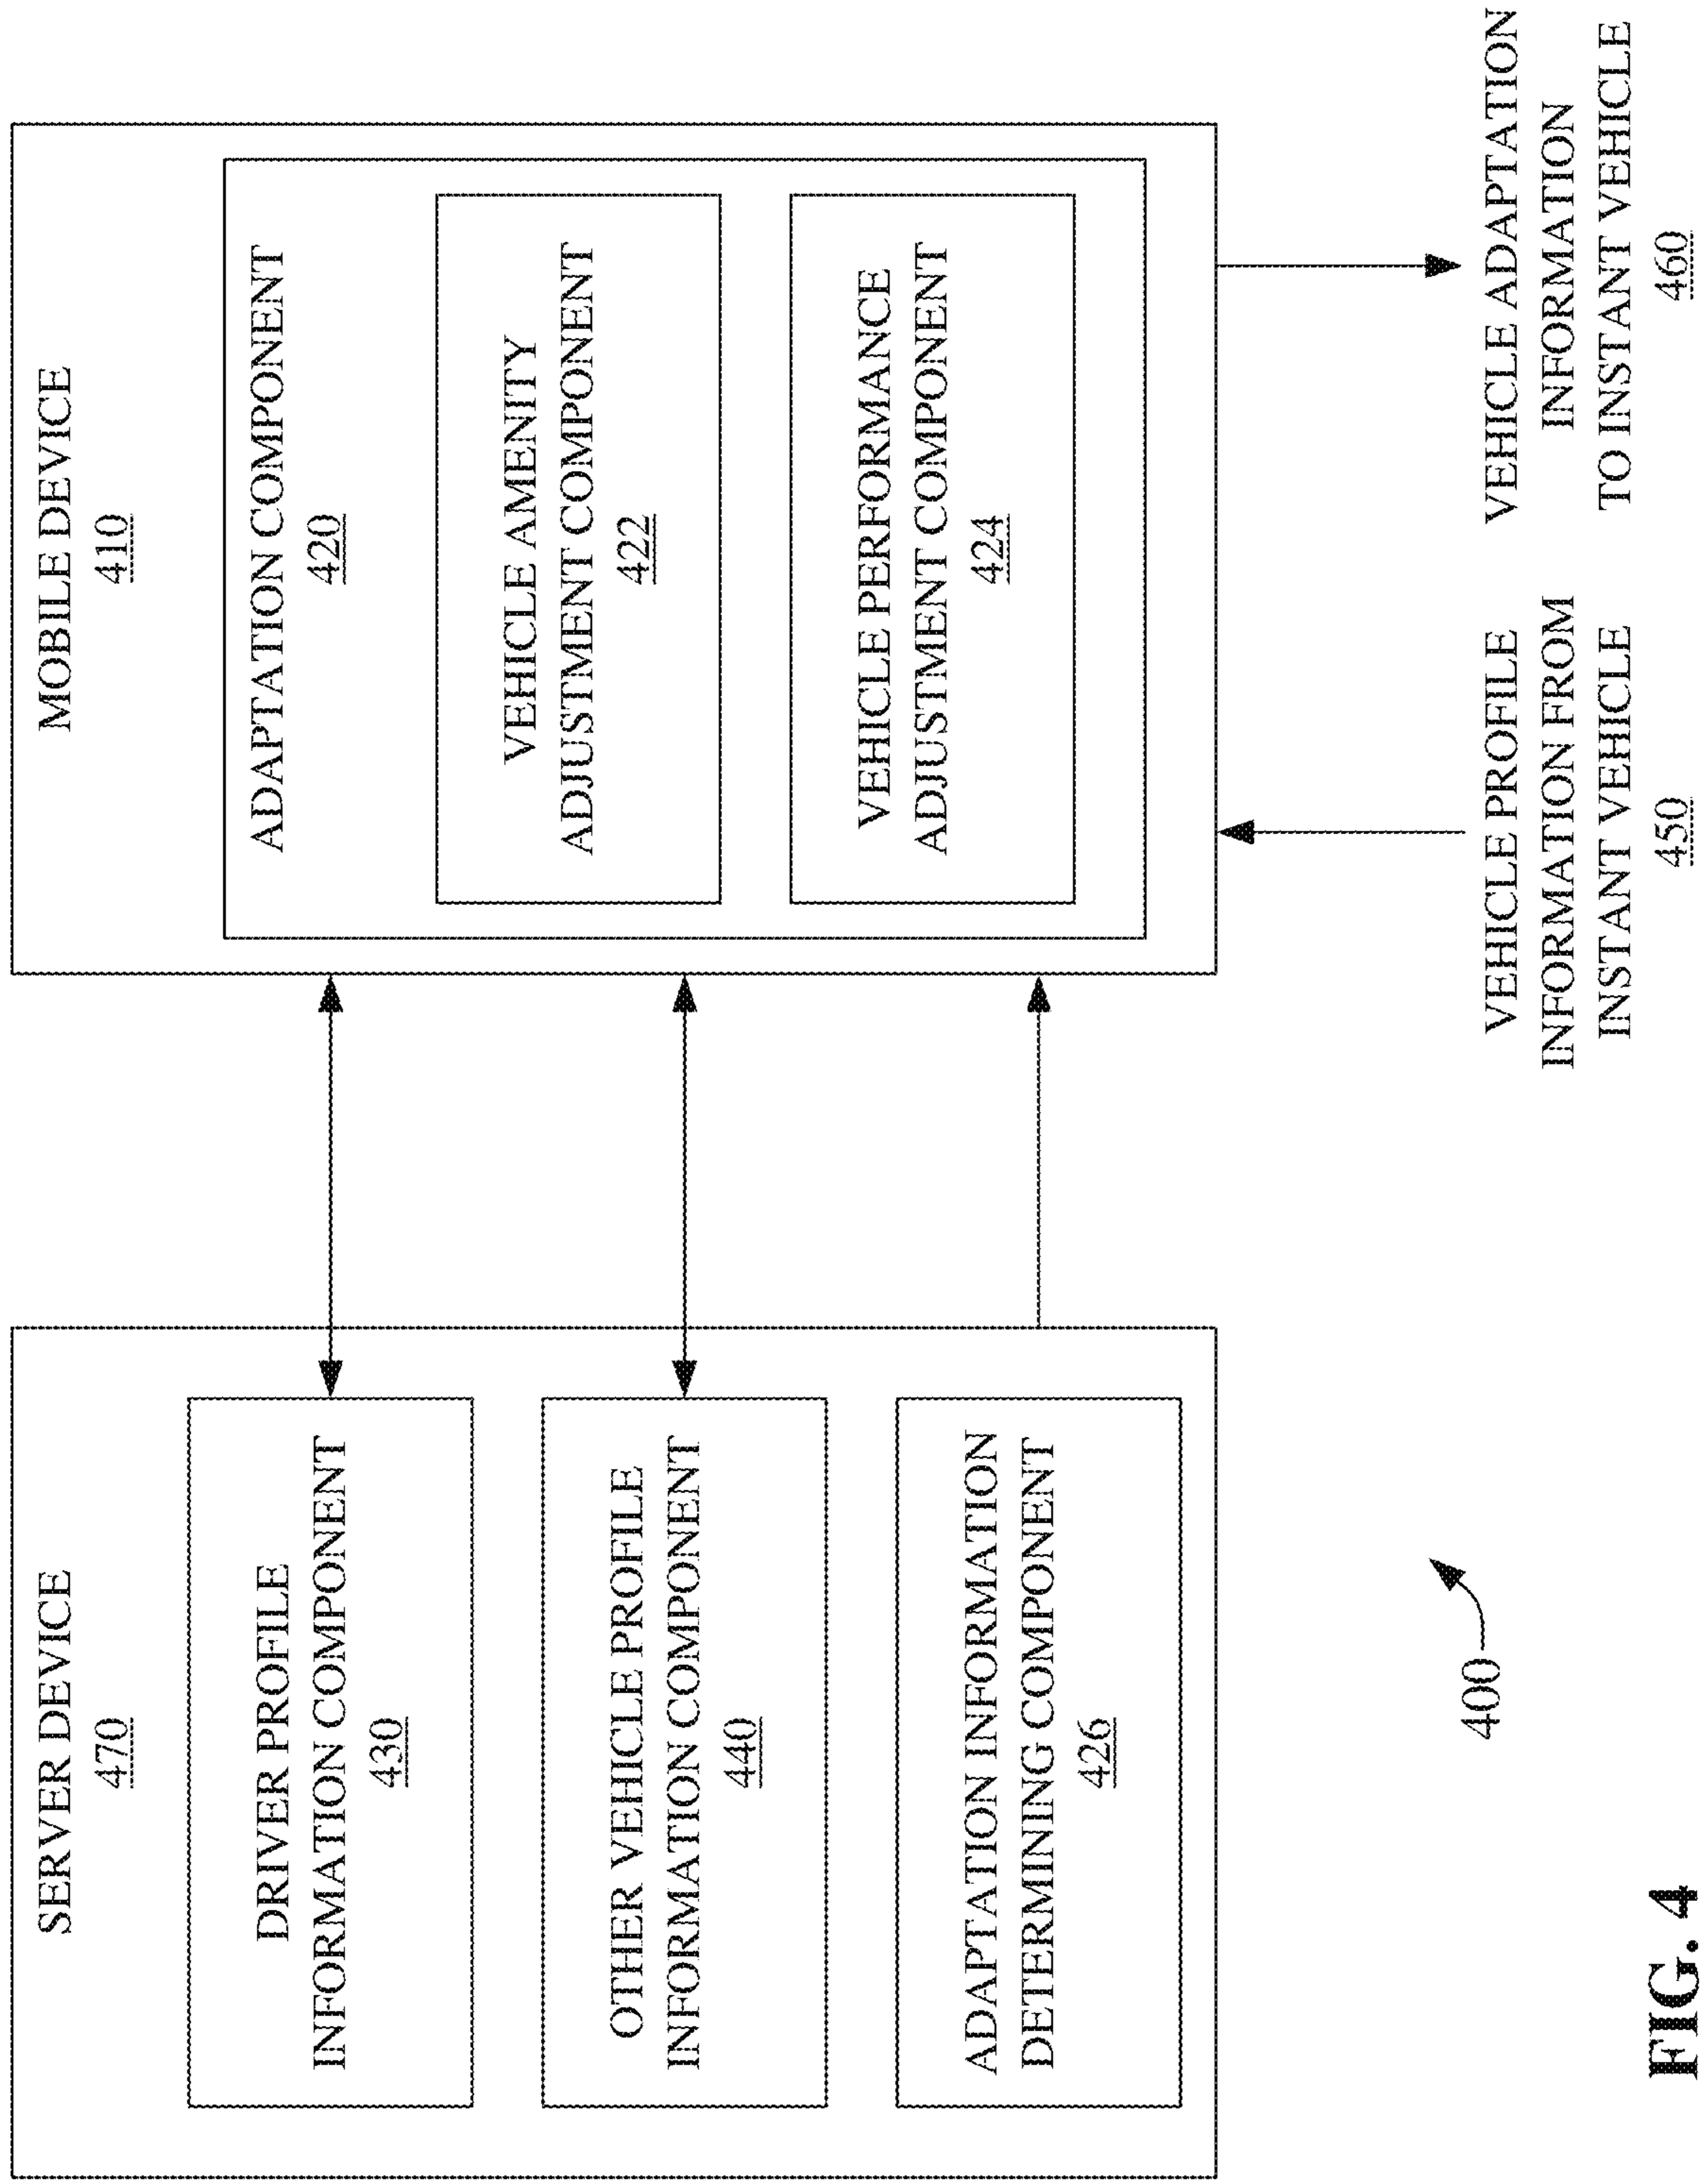 SERVER DEVICE
470
DRIVER PROFILE
INFORMATION COMPONENT
430
OTHER VEHICLE PROFILE
INFORMATION COMPONENT
440
ADAPTATION INFORMATION
DETERMINING COMPONENT
426
MOBILE DEVICE
410
ADAPTATION COMPONENT
420
VEHICLE AMENITY
ADJUSTMENT COMPONENT
422
VEHICLE PERFORMANCE
ADJUSTMENT COMPONENT
424
VEHICLE PROFILE
INFORMATION FROM
INSTANT VEHICLE
450
VEHICLE ADAPTATION
INFORMATION
TO INSTANT VEHICLE
460
400
FIG. 4